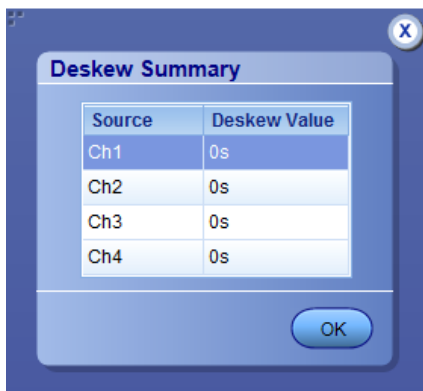 X
Deskew Summary
Source Deskew Value
Ch1 0s
Ch2 0s
Ch3 0s
Ch4 0s
OK